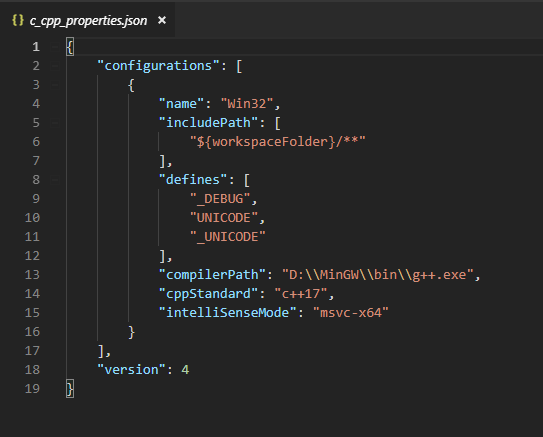 {} c_cpp_properties.json ×
1 {
2     "configurations": [
3         {
4             "name": "Win32",
5             "includePath": [
6                 "${workspaceFolder}/**"
7             ],
8             "defines": [
9                 "_DEBUG",
10                 "UNICODE",
11                 "_UNICODE"
12             ],
13             "compilerPath": "D:\\MinGW\\bin\\g++.exe",
14             "cppStandard": "c++17",
15             "intelliSenseMode": "msvc-x64"
16         }
17     ],
18     "version": 4
19 }